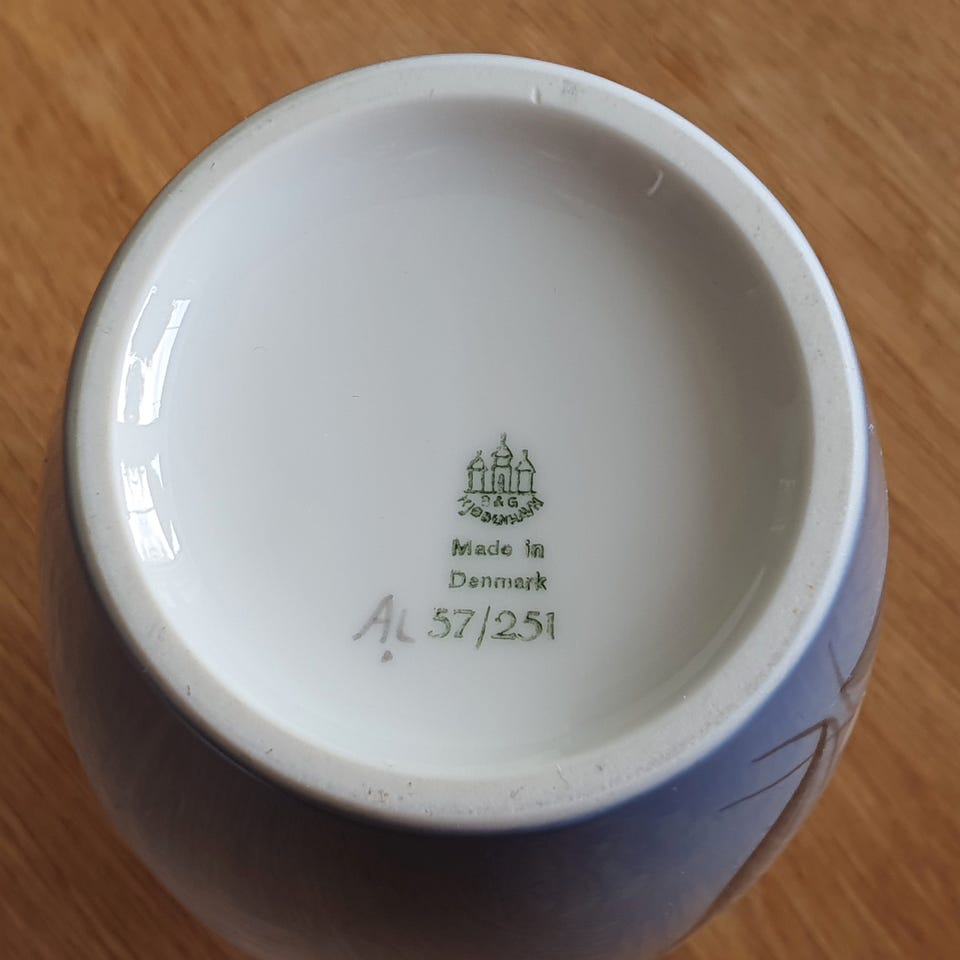 B&G
KJØBENHAVN
Made in
Denmark
AL 57/251